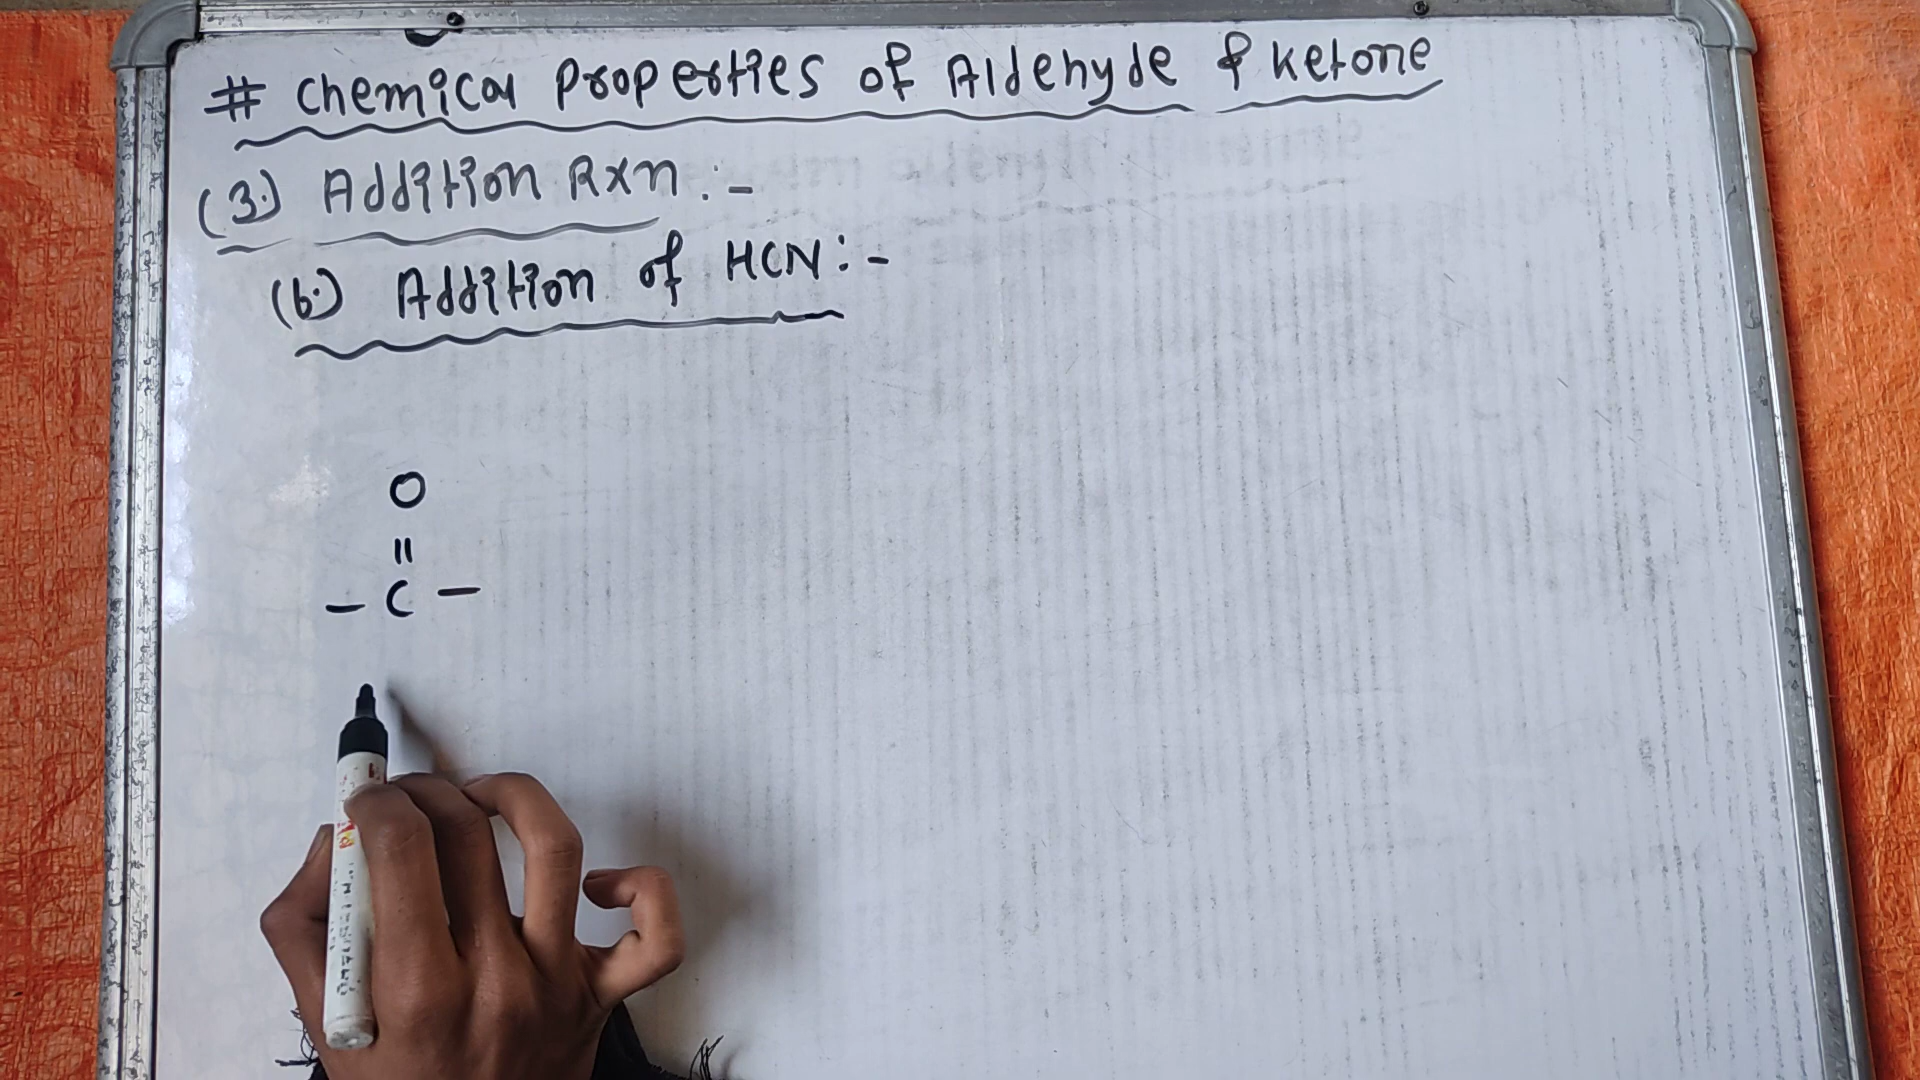 # Chemical Properties of Aldehyde & Ketone
(3.) Addition Rxn :-
(b.) Addition of HCN :-
O
||
- C -